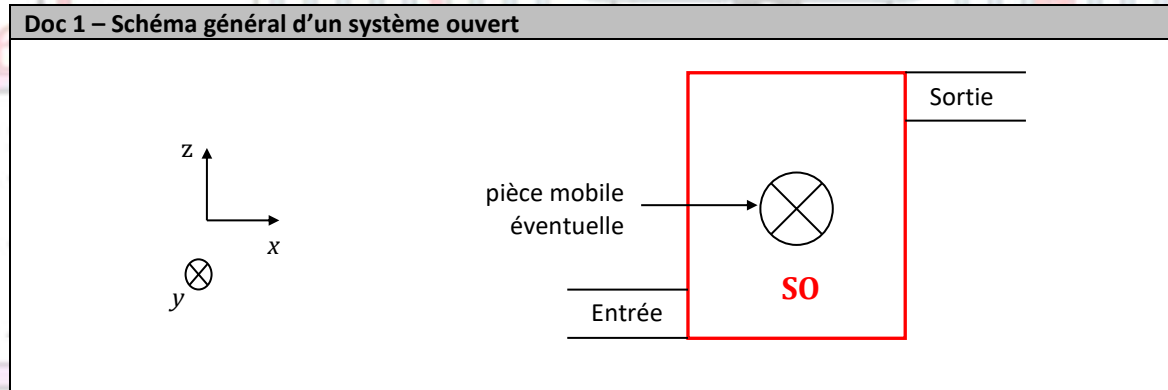 Doc 1 – Schéma général d'un système ouvert
Sortie
z
pièce mobile
éventuelle
x
y
SO
Entrée